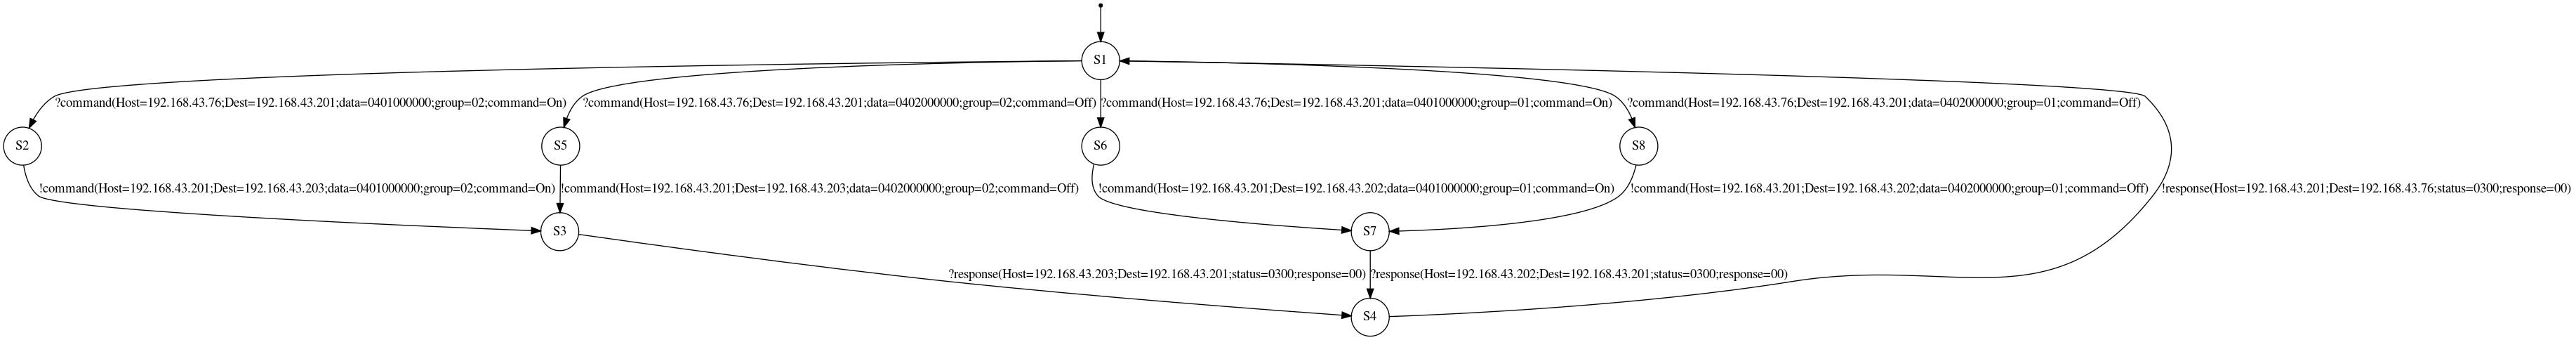 S1
?command(Host=192.168.43.76;Dest=192.168.43.201;data=0401000000;group=02;command=On)
?command(Host=192.168.43.76;Dest=192.168.43.201;data=0402000000;group=02;command=Off)
?command(Host=192.168.43.76;Dest=192.168.43.201;data=0401000000;group=01;command=On)
?command(Host=192.168.43.76;Dest=192.168.43.201;data=0402000000;group=01;command=Off)
S2
S5
S6
S8
!command(Host=192.168.43.201;Dest=192.168.43.203;data=0401000000;group=02;command=On)
!command(Host=192.168.43.201;Dest=192.168.43.203;data=0402000000;group=02;command=Off)
!command(Host=192.168.43.201;Dest=192.168.43.202;data=0401000000;group=01;command=On)
!command(Host=192.168.43.201;Dest=192.168.43.202;data=0402000000;group=01;command=Off)
!response(Host=192.168.43.201;Dest=192.168.43.76;status=0300;response=00)
S3
S7
?response(Host=192.168.43.203;Dest=192.168.43.201;status=0300;response=00)
?response(Host=192.168.43.202;Dest=192.168.43.201;status=0300;response=00)
S4